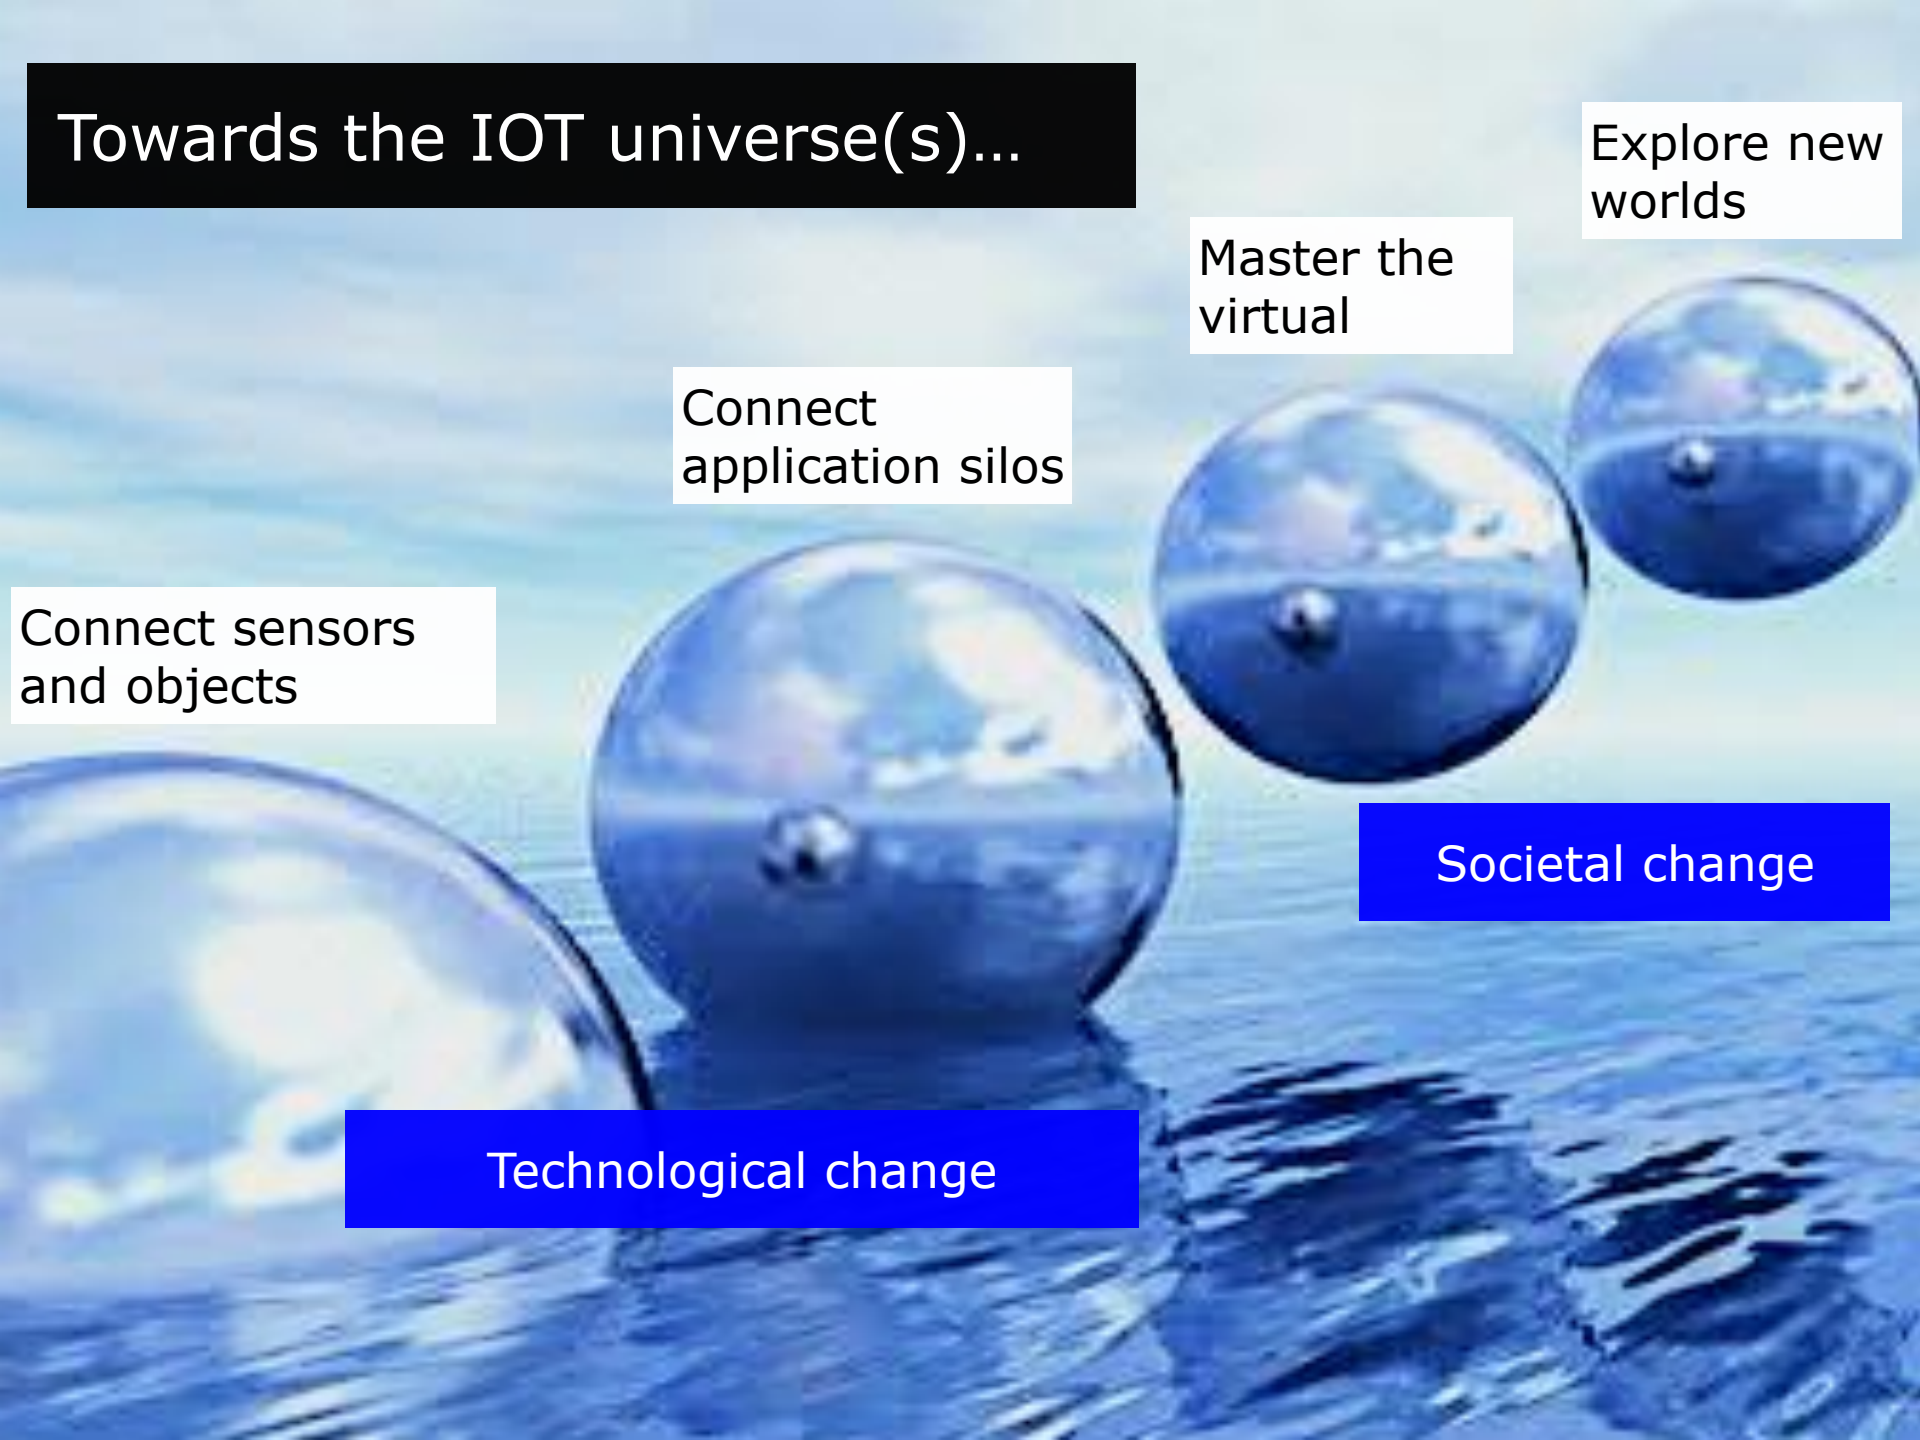 Towards the IOT universe(s)...
Explore new
worlds
Master the
virtual
Connect
application silos
Connect sensors
and objects
Societal change
Technological change